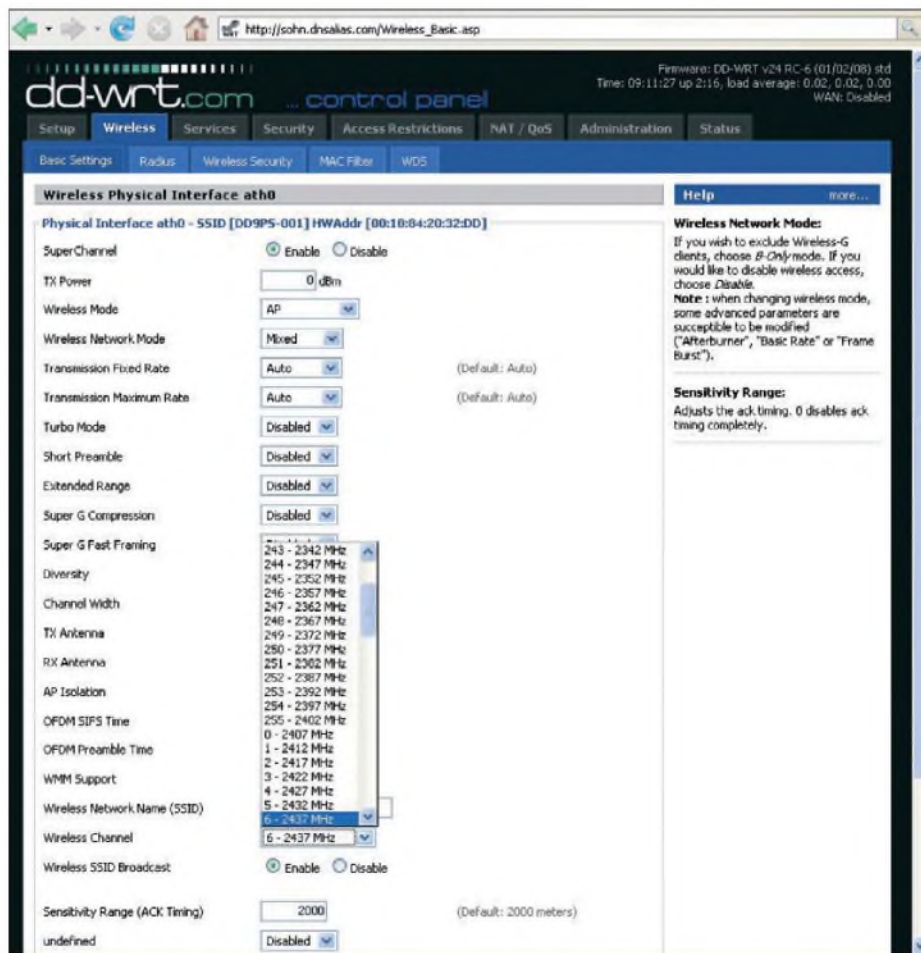 http://sohn.dnsalias.com/Wireless_Basic.asp
Firmware: DD-WRT v24 RC-6 (01/02/08) std
Time: 09:11:27 up 2:16, load average: 0.02, 0.02, 0.00
WAN: Disabled
dd-wrt.com ... control panel
Setup Wireless Services Security Access Restrictions NAT / QoS Administration Status
Basic Settings Radius Wireless Security MAC Filter WDS
Wireless Physical Interface ath0
Physical Interface ath0 - SSID [DD9PS-001] HWAddr [00:10:84:20:32:DD]
SuperChannel Enable Disable
TX Power 0 dBm
Wireless Mode AP
Wireless Network Mode Mixed
Transmission Fixed Rate Auto (Default: Auto)
Transmission Maximum Rate Auto (Default: Auto)
Turbo Mode Disabled
Short Preamble Disabled
Extended Range Disabled
Super G Compression Disabled
Super G Fast Framing
Diversity
Channel Width
TX Antenna
RX Antenna
AP Isolation
OFDM SIFS Time
OFDM Preamble Time
WMM Support
Wireless Network Name (SSID)
243 - 2342 MHz
244 - 2347 MHz
245 - 2352 MHz
246 - 2357 MHz
247 - 2362 MHz
248 - 2367 MHz
249 - 2372 MHz
250 - 2377 MHz
251 - 2382 MHz
252 - 2387 MHz
253 - 2392 MHz
254 - 2397 MHz
255 - 2402 MHz
0 - 2407 MHz
1 - 2412 MHz
2 - 2417 MHz
3 - 2422 MHz
4 - 2427 MHz
5 - 2432 MHz
6 - 2437 MHz
Wireless Channel 6 - 2437 MHz
Wireless SSID Broadcast Enable Disable
Sensitivity Range (ACK Timing) 2000 (Default: 2000 meters)
undefined Disabled
Help more...
Wireless Network Mode:
If you wish to exclude Wireless-G
clients, choose B-Only mode. If you
would like to disable wireless access,
choose Disable.
Note : when changing wireless mode,
some advanced parameters are
succeptible to be modified
("Afterburner", "Basic Rate" or "Frame
Burst").
Sensitivity Range:
Adjusts the ack timing. 0 disables ack
timing completely.